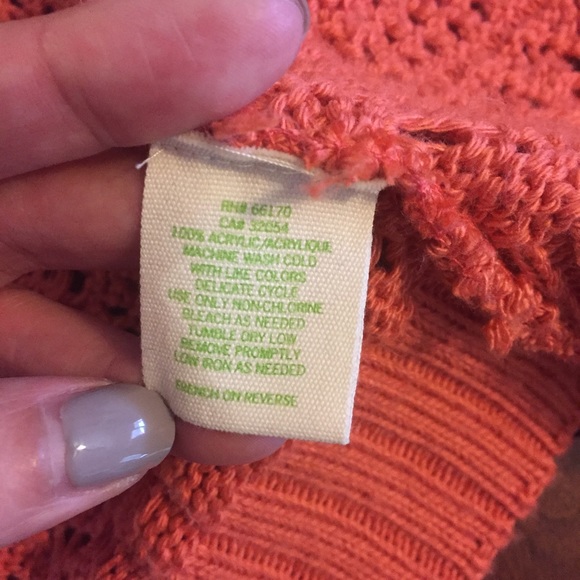 RN# 66170
CA# 32054
100% ACRYLIC/ACRYLIQUE
MACHINE WASH COLD
WITH LIKE COLORS
DELICATE CYCLE
USE ONLY NON-CHLORINE
BLEACH AS NEEDED
TUMBLE DRY LOW
REMOVE PROMPTLY
LOW IRON AS NEEDED
FRENCH ON REVERSE